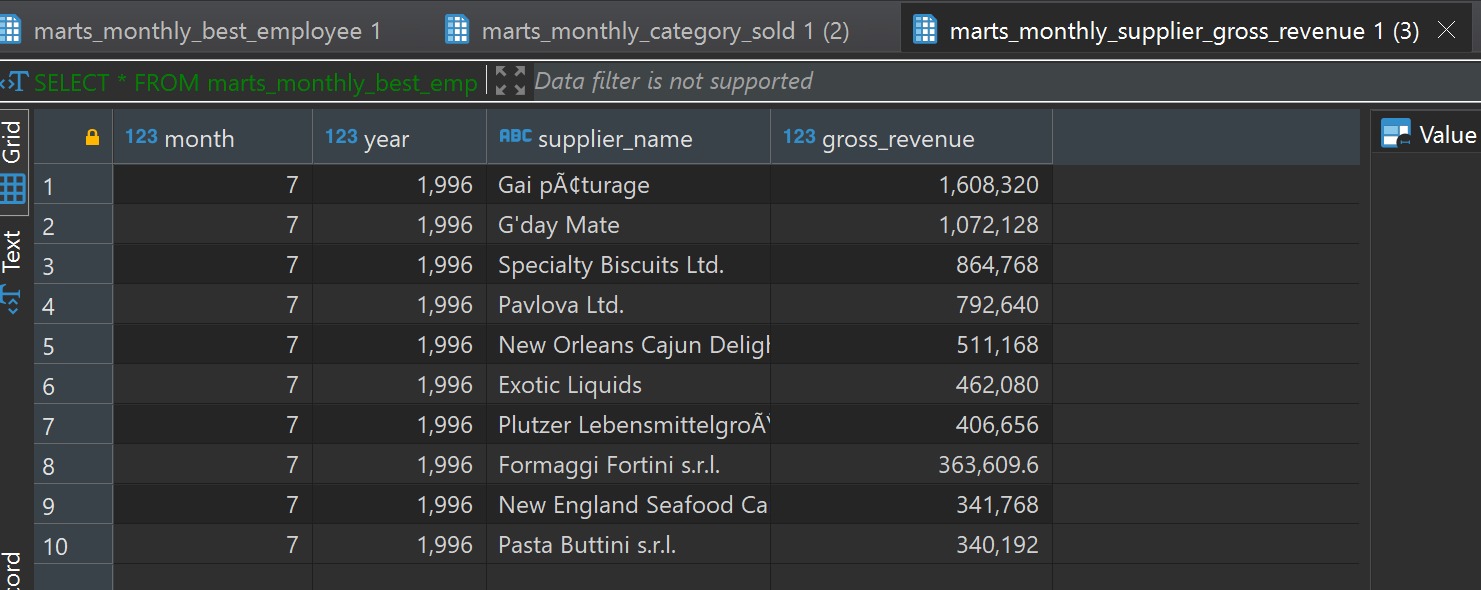 marts_monthly_best_employee 1 marts_monthly_category_sold 1 (2) marts_monthly_supplier_gross_revenue 1 (3)
SELECT * FROM marts_monthly_best_emp Data filter is not supported
Grid
Text
cord
123 month 123 year ABC supplier_name 123 gross_revenue
Value
1 7 1,996 Gai pÃ¢turage 1,608,320
2 7 1,996 G'day Mate 1,072,128
3 7 1,996 Specialty Biscuits Ltd. 864,768
4 7 1,996 Pavlova Ltd. 792,640
5 7 1,996 New Orleans Cajun Deligh 511,168
6 7 1,996 Exotic Liquids 462,080
7 7 1,996 Plutzer LebensmittelgroÃ 406,656
8 7 1,996 Formaggi Fortini s.r.l. 363,609.6
9 7 1,996 New England Seafood Ca 341,768
10 7 1,996 Pasta Buttini s.r.l. 340,192